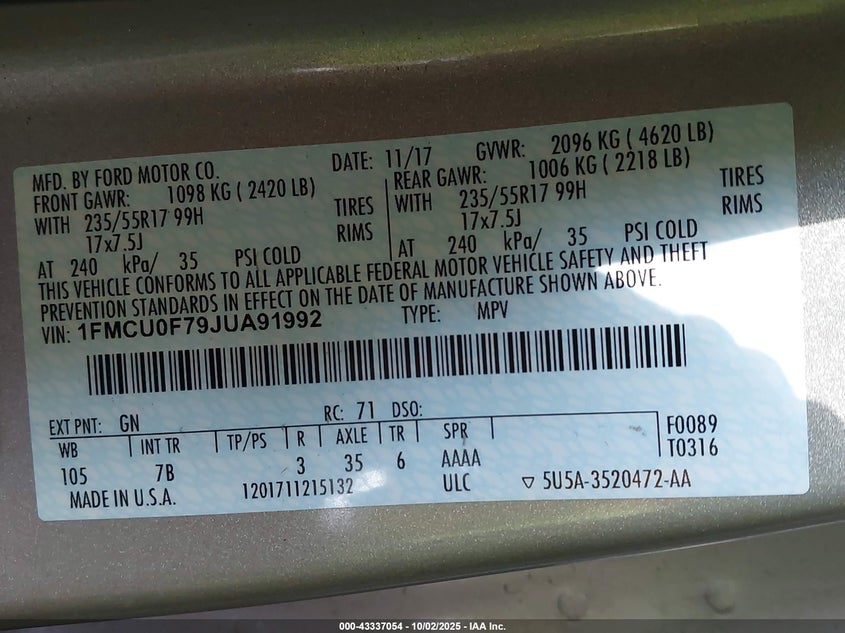 MFD. BY FORD MOTOR CO. DATE: 11/17 GVWR: 2096 KG ( 4620 LB)
FRONT GAWR: 1098 KG ( 2420 LB) REAR GAWR: 1006 KG ( 2218 LB)
WITH 235/55R17 99H TIRES WITH 235/55R17 99H TIRES
17x7.5J RIMS 17x7.5J RIMS
AT 240 kPa/ 35 PSI COLD AT 240 kPa/ 35 PSI COLD
THIS VEHICLE CONFORMS TO ALL APPLICABLE FEDERAL MOTOR VEHICLE SAFETY AND THEFT
PREVENTION STANDARDS IN EFFECT ON THE DATE OF MANUFACTURE SHOWN ABOVE.
VIN: 1FMCU0F79JUA91992 TYPE: MPV
EXT PNT: GN RC: 71 DSO: F0089
WB INT TR TP/PS R AXLE TR SPR T0316
105 7B 3 35 6 AAAA
MADE IN U.S.A. 1201711215132 ULC ▽ 5U5A-3520472-AA
000-43337054 - 10/02/2025 - IAA Inc.